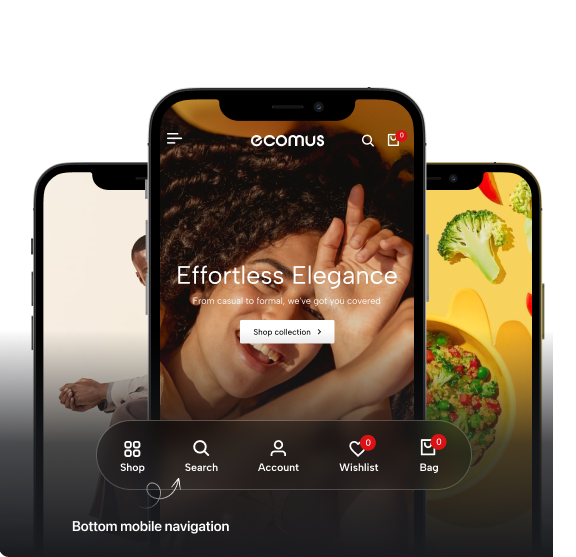 ecomus
0
Effortless Elegance
From casual to formal, we've got you covered
Shop collection
0
0
Shop Search Account Wishlist Bag
Bottom mobile navigation